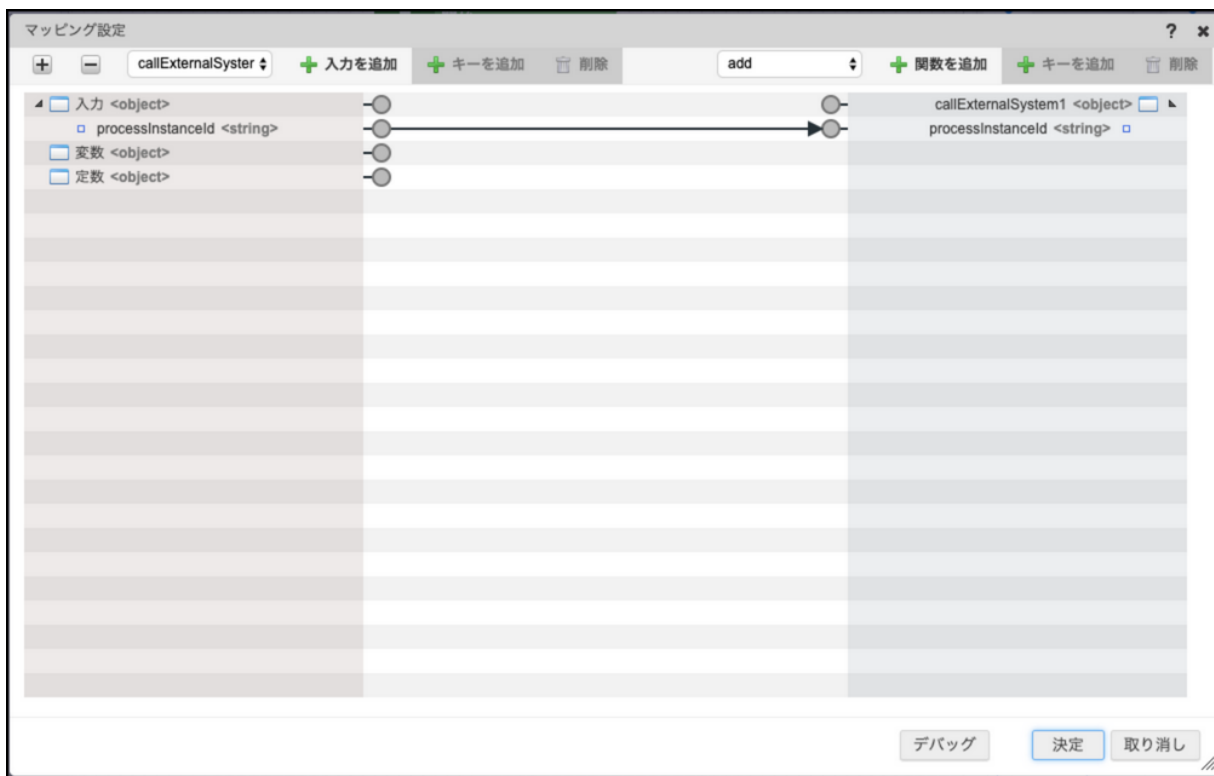 マッピング設定 ?
callExternalSyster 入力を追加 キーを追加 削除 add 関数を追加 キーを追加 削除
入力 <object> callExternalSystem1 <object>
processInstanceId <string> processInstanceId <string>
変数 <object>
定数 <object>
デバッグ 決定 取り消し